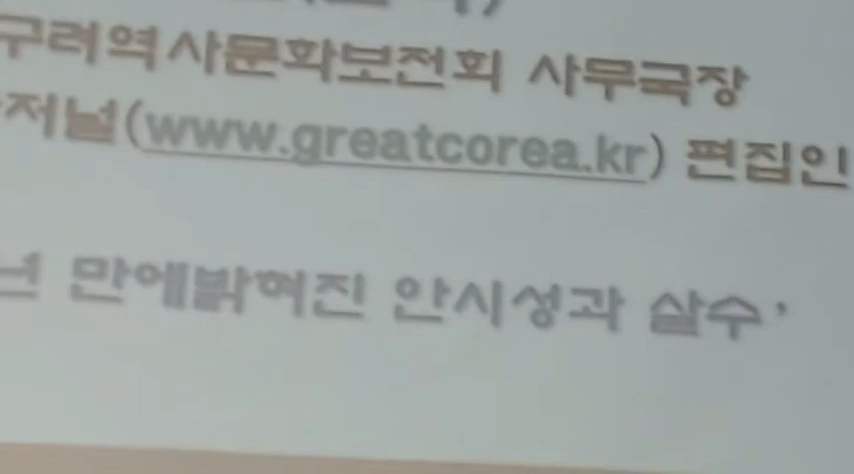 구려역사문화보전회 사무국장
저널(www.greatcorea.kr) 편집인
년 만에밝혀진 안시성과 살수'